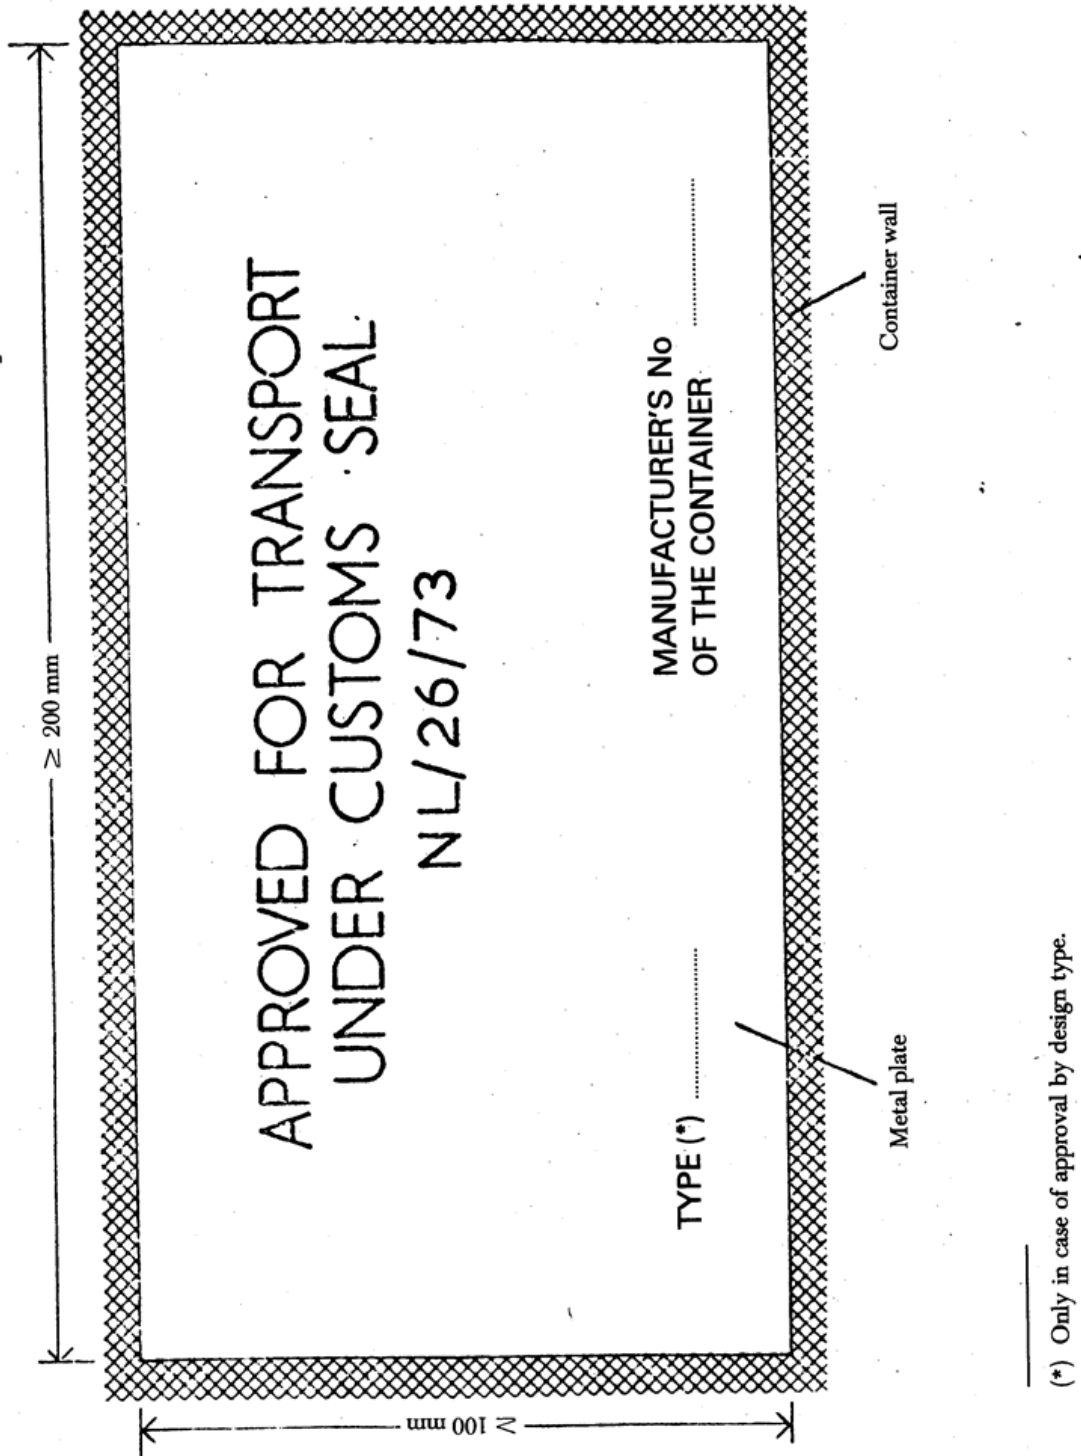 ≥ 200 mm
≥ 100 mm
APPROVED FOR TRANSPORT
UNDER CUSTOMS SEAL
NL/26/73
TYPE (*) ....................
MANUFACTURER'S No
OF THE CONTAINER ....................
Metal plate
Container wall
(*) Only in case of approval by design type.